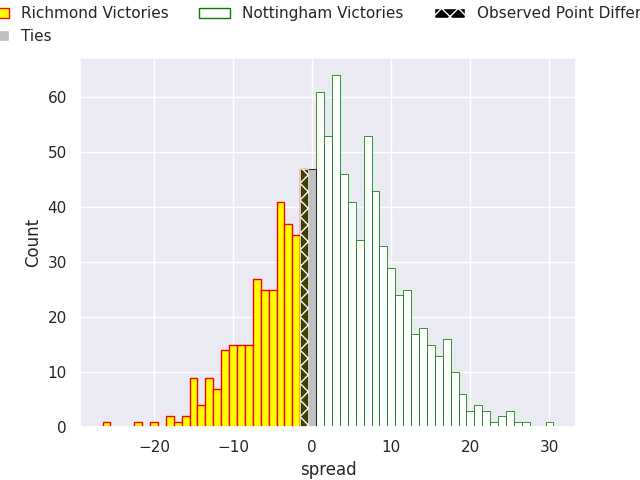 Richmond Victories
Nottingham Victories
Observed Point
Ties
Count
60
50
40
30
20
10
0
−20
−10
0
10
20
30
spread